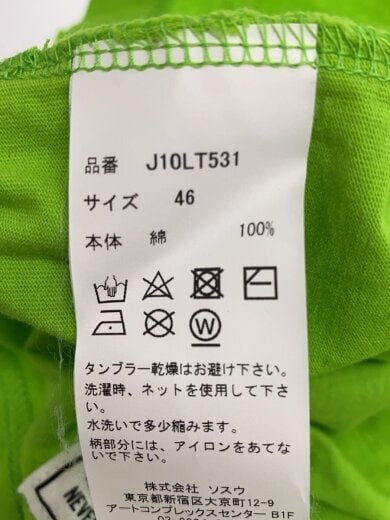 品番 J10LT531
サイズ 46
本体 綿 100%
W
タンブラー乾燥はお避け下さい。
洗濯時、ネットを使用して下さ
い。
水洗いで多少縮みます。
柄部分には、アイロンをあてな
いで下さい。
株式会社 ソスウ
東京都新宿区大京町12-9
アートコンプレックスセンター B1F
NEVE